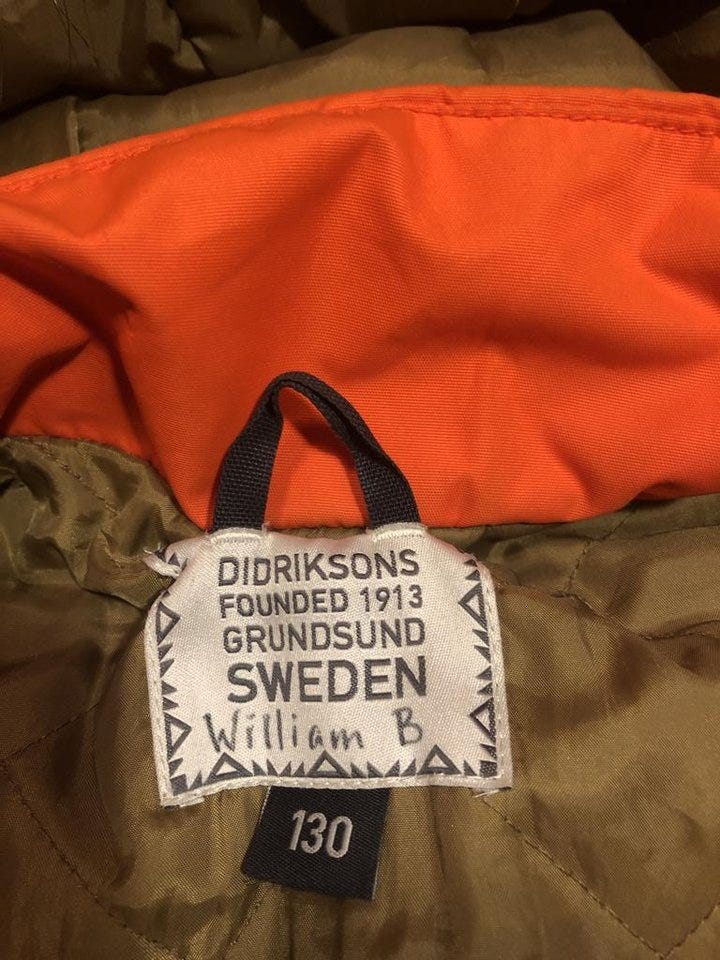 DIDRIKSONS
FOUNDED 1913
GRUNDSUND
SWEDEN
William B
130